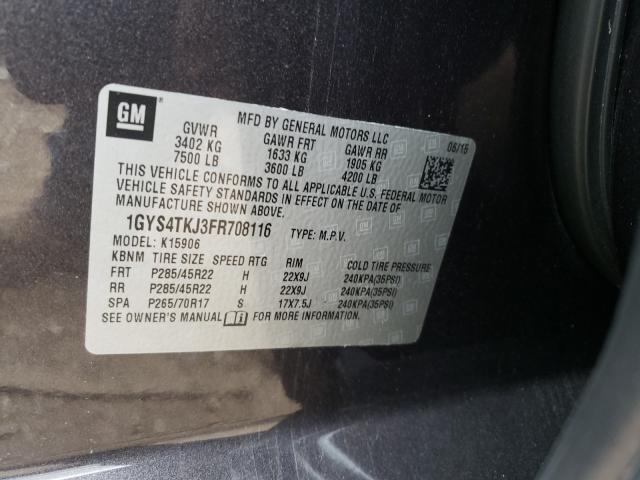 GM
MFD BY GENERAL MOTORS LLC
GVWR GAWR FRT GAWR RR 08/15
3402 KG 1633 KG 1905 KG
7500 LB 3600 LB 4200 LB
THIS VEHICLE CONFORMS TO ALL APPLICABLE U.S. FEDERAL MOTOR
VEHICLE SAFETY STANDARDS IN EFFECT ON THE DATE OF
MANUFACTURE SHOWN ABOVE.
1GYS4TKJ3FR708116 TYPE: M.P.V.
MODEL: K15906
KBNM TIRE SIZE SPEED RTG RIM COLD TIRE PRESSURE
FRT P285/45R22 H 22X9J 240KPA(35PSI)
RR P285/45R22 H 22X9J 240KPA(35PSI)
SPA P265/70R17 S 17X7.5J 240KPA(35PSI)
SEE OWNER'S MANUAL FOR MORE INFORMATION.